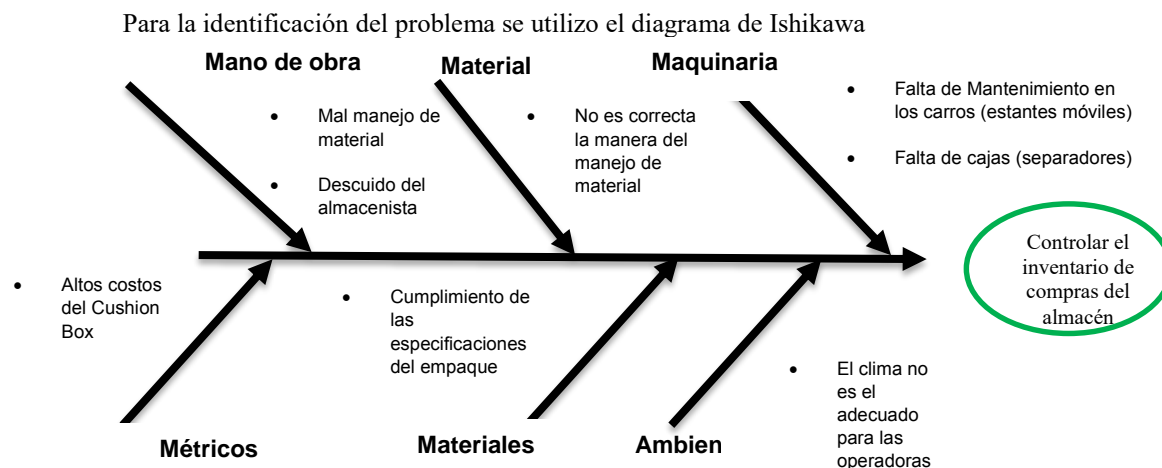 Para la identificación del problema se utilizo el diagrama de Ishikawa
Mano de obra
Material
Maquinaria
• Mal manejo de
material
• Descuido del
almacenista
• No es correcta
la manera del
manejo de
material
• Falta de Mantenimiento en
los carros (estantes móviles)
• Falta de cajas (separadores)
Controlar el
inventario de
compras del
almacén
• Altos costos
del Cushion
Box
• Cumplimiento de
las
especificaciones
del empaque
• El clima no
es el
adecuado
para las
operadoras
Métricos
Materiales
Ambien